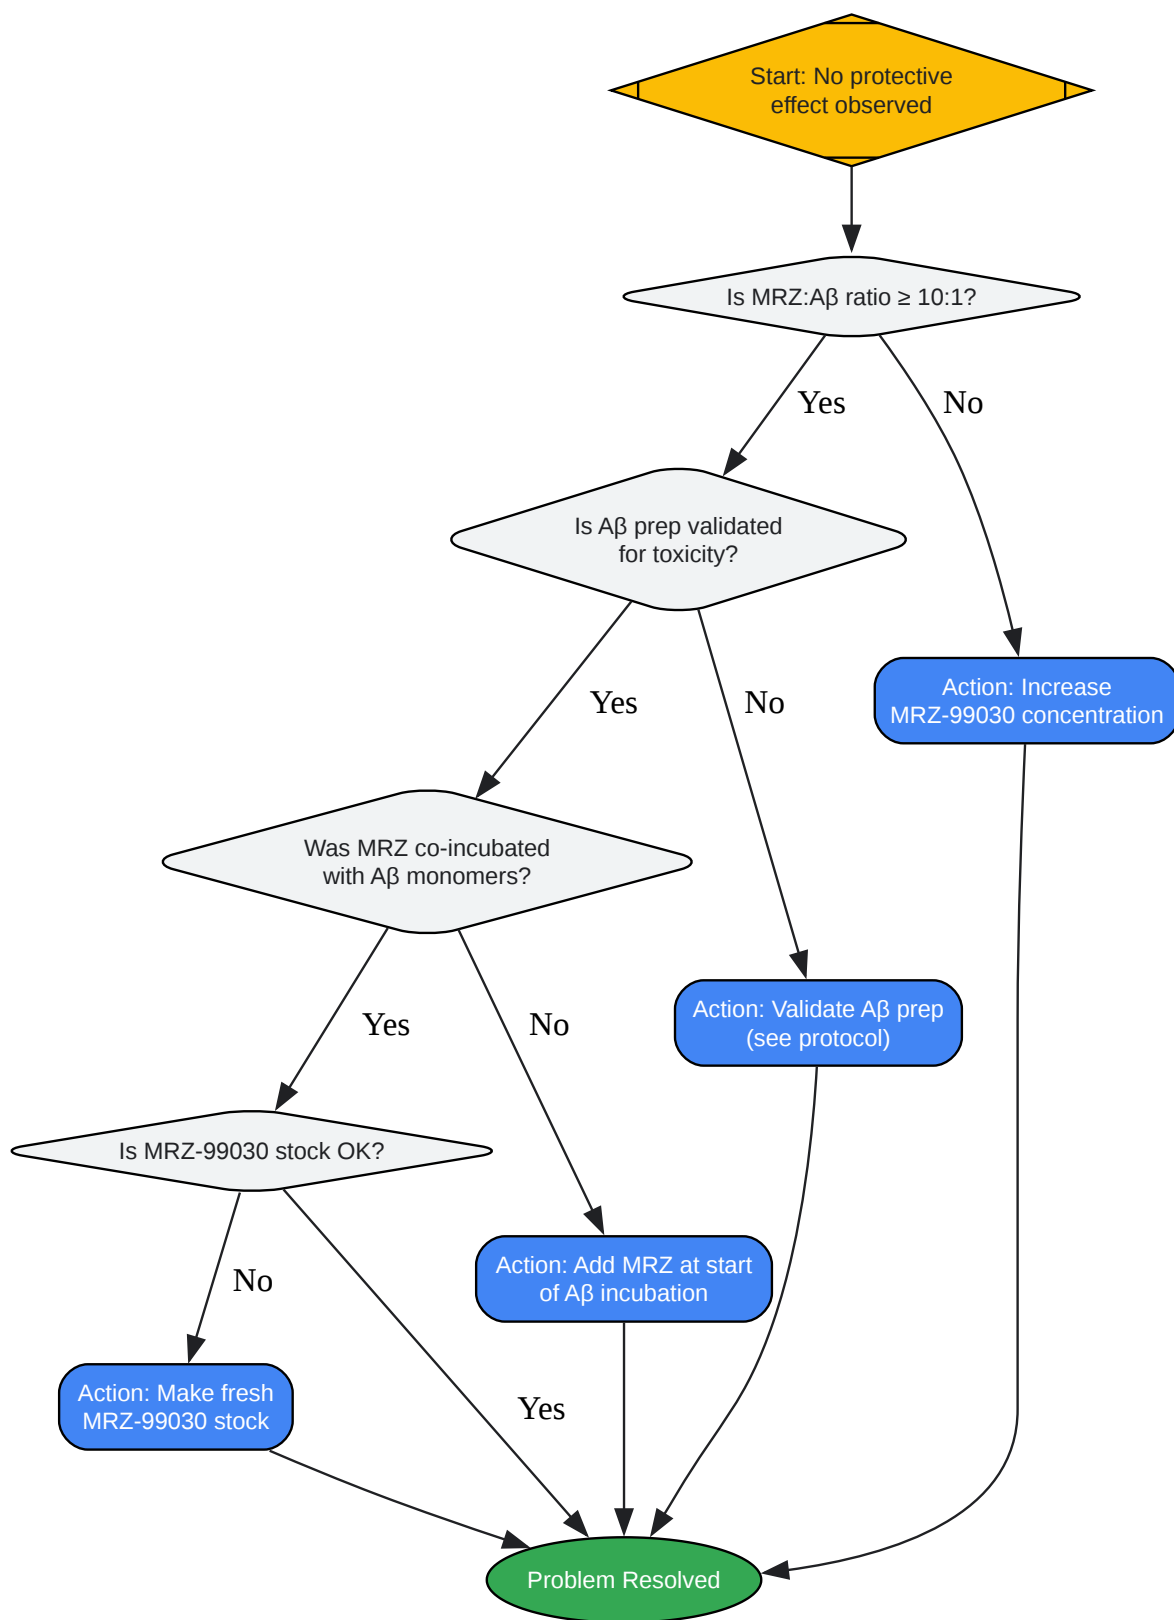 Start: No protective
effect observed
Is MRZ:Aβ ratio ≥ 10:1?
Yes
No
Is Aβ prep validated
for toxicity?
Yes
No
Action: Increase
MRZ-99030 concentration
Was MRZ co-incubated
with Aβ monomers?
Yes
No
Action: Validate Aβ prep
(see protocol)
Is MRZ-99030 stock OK?
No
Yes
Action: Add MRZ at start
of Aβ incubation
Action: Make fresh
MRZ-99030 stock
Problem Resolved